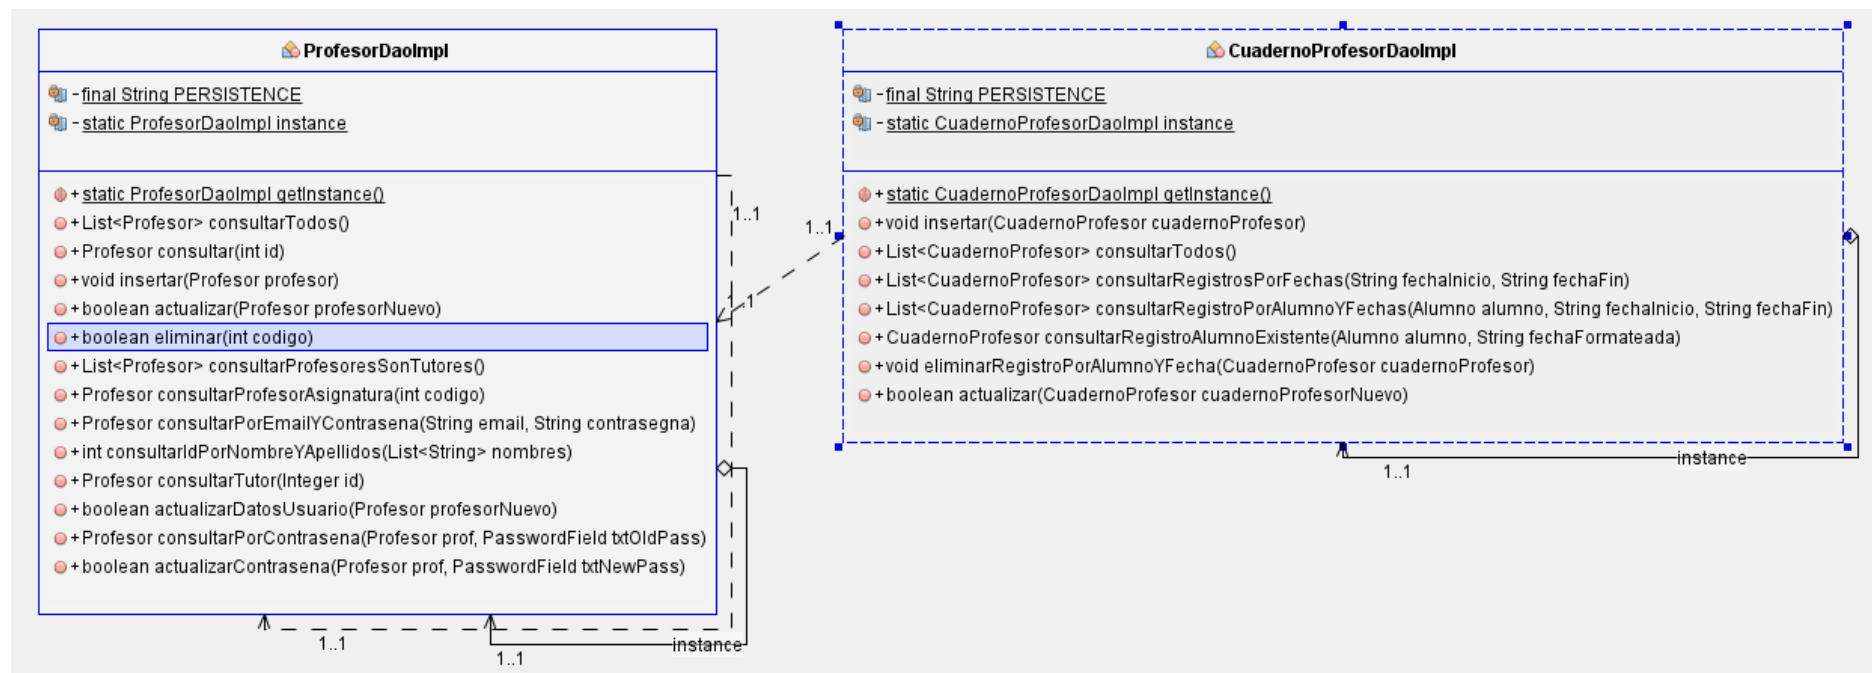 ProfesorDaoImpl
-final String PERSISTENCE
-static ProfesorDaoImpl instance
+static ProfesorDaoImpl getInstance()
+List<Profesor> consultarTodos()
+Profesor consultar(int id)
+void insertar(Profesor profesor)
+boolean actualizar(Profesor profesorNuevo)
+boolean eliminar(int codigo)
+List<Profesor> consultarProfesoresSonTutores()
+Profesor consultarProfesorAsignatura(int codigo)
+Profesor consultarPorEmailYContrasena(String email, String contrasegna)
+int consultarIdPorNombreYApellidos(List<String> nombres)
+Profesor consultarTutor(Integer id)
+boolean actualizarDatosUsuario(Profesor profesorNuevo)
+Profesor consultarPorContrasena(Profesor prof, PasswordField txtOldPass)
+boolean actualizarContrasena(Profesor prof, PasswordField txtNewPass)
1..1
1..1
1..1
1..1
1..1
instance
CuadernoProfesorDaoImpl
-final String PERSISTENCE
-static CuadernoProfesorDaoImpl instance
+static CuadernoProfesorDaoImpl getInstance()
+void insertar(CuadernoProfesor cuadernoProfesor)
+List<CuadernoProfesor> consultarTodos()
+List<CuadernoProfesor> consultarRegistrosPorFechas(String fechaInicio, String fechaFin)
+List<CuadernoProfesor> consultarRegistroPorAlumnoYFechas(Alumno alumno, String fechaInicio, String fechaFin)
+CuadernoProfesor consultarRegistroAlumnoExistente(Alumno alumno, String fechaFormateada)
+void eliminarRegistroPorAlumnoYFecha(CuadernoProfesor cuadernoProfesor)
+boolean actualizar(CuadernoProfesor cuadernoProfesorNuevo)
instance
1..1